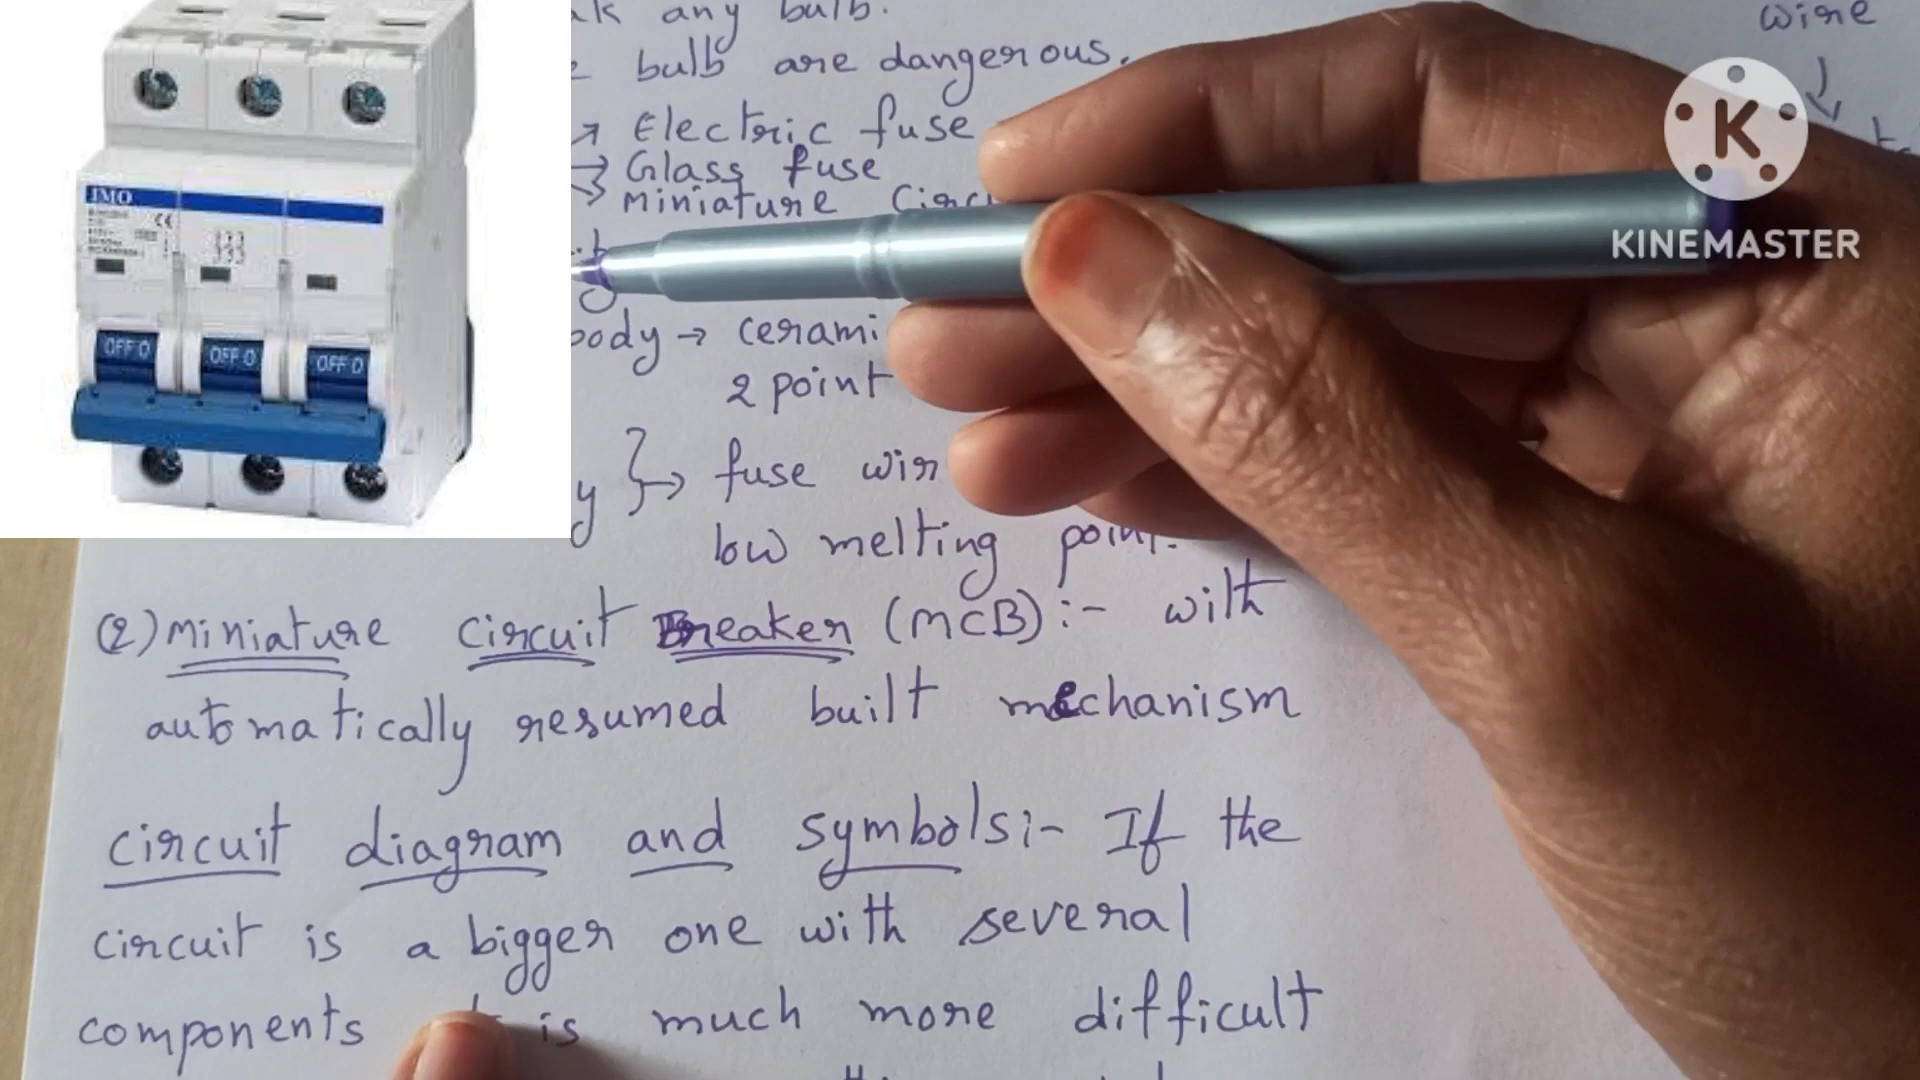 any bulb.
bulb are dangerous.
wire
→ Electric fuse
→ Glass fuse
→ Miniature
KINEMASTER
K
IMO
CE
OFF O OFF O OFF O
body → cerami
2 point
y }→ fuse wir
low melting point.
(2) Miniature circuit Breaker (MCB):- with
automatically resumed built mechanism
circuit diagram and symbols:- If the
circuit is a bigger one with several
components is much more difficult